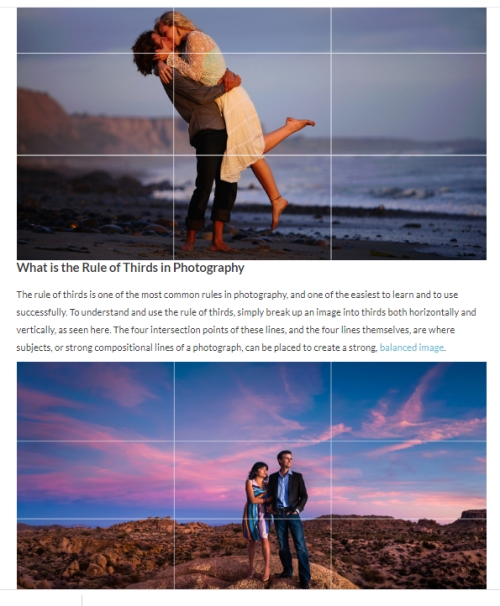 What is the Rule of Thirds in Photography
The rule of thirds is one of the most common rules in photography, and one of the easiest to learn and to use
successfully. To understand and use the rule of thirds, simply break up an image into thirds both horizontally and
vertically, as seen here. The four intersection points of these lines, and the four lines themselves, are where
subjects, or strong compositional lines of a photograph, can be placed to create a strong, balanced image.